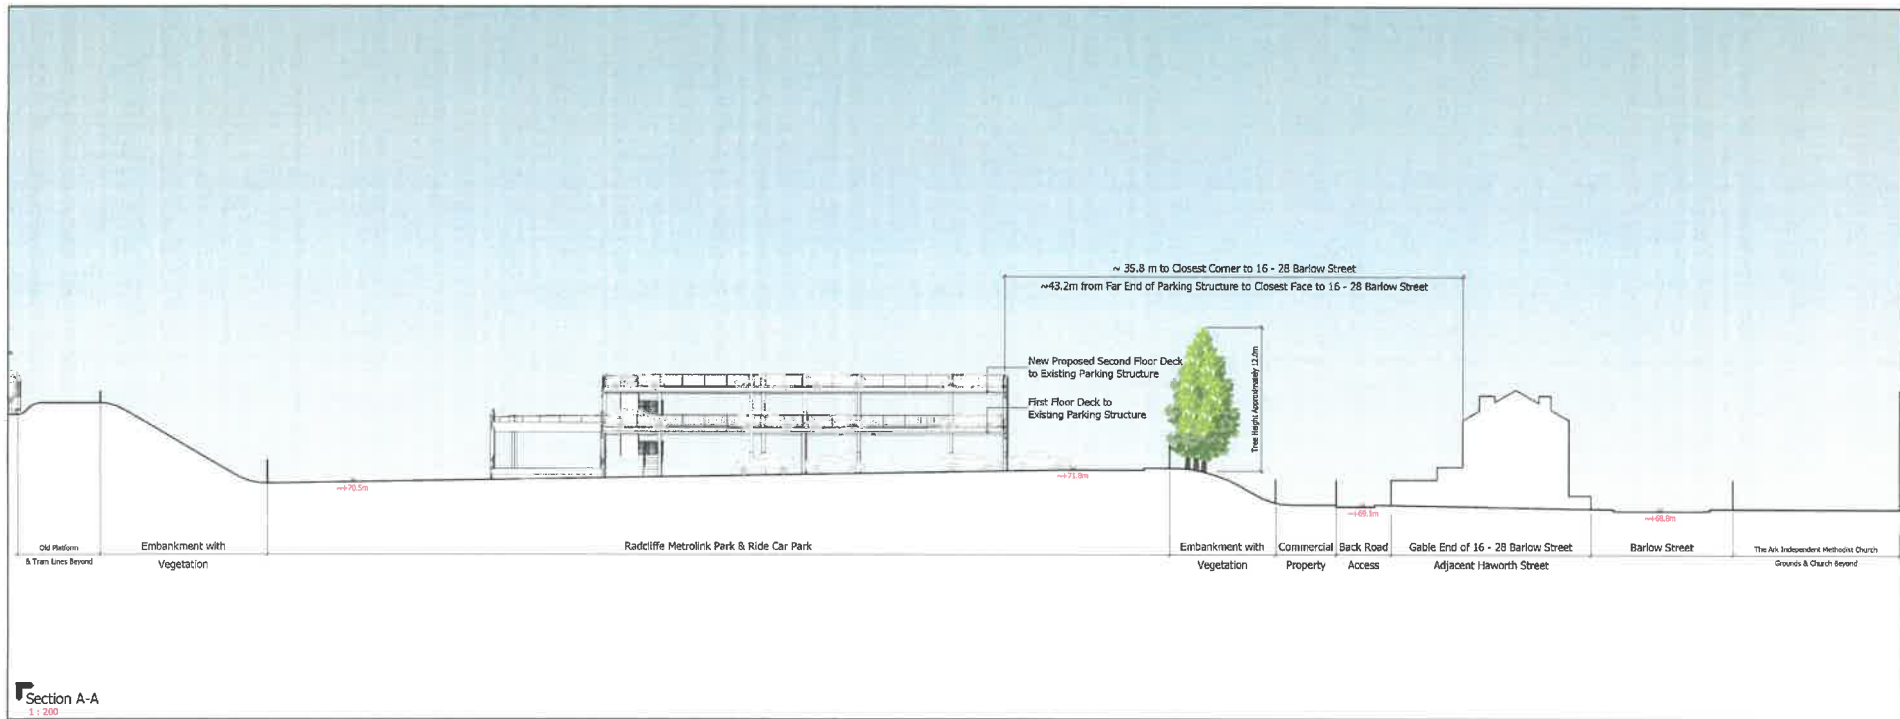 ~ 35.8 m to Closest Corner to 16 - 28 Barlow Street
~43.2m from Far End of Parking Structure to Closest Face to 16 - 28 Barlow Street
New Proposed Second Floor Deck
to Existing Parking Structure
First Floor Deck to
Existing Parking Structure
Tree Height Approximately 12.0m
~+70.5m
~+71.8m
~+69.1m
~+68.8m
Old Platform
& Tram Lines Beyond
Embankment with
Vegetation
Radcliffe Metrolink Park & Ride Car Park
Embankment with
Vegetation
Commercial
Property
Back Road
Access
Gable End of 16 - 28 Barlow Street
Adjacent Haworth Street
Barlow Street
The Ark Independent Methodist Church
Grounds & Church Beyond
Section A-A
1 : 200